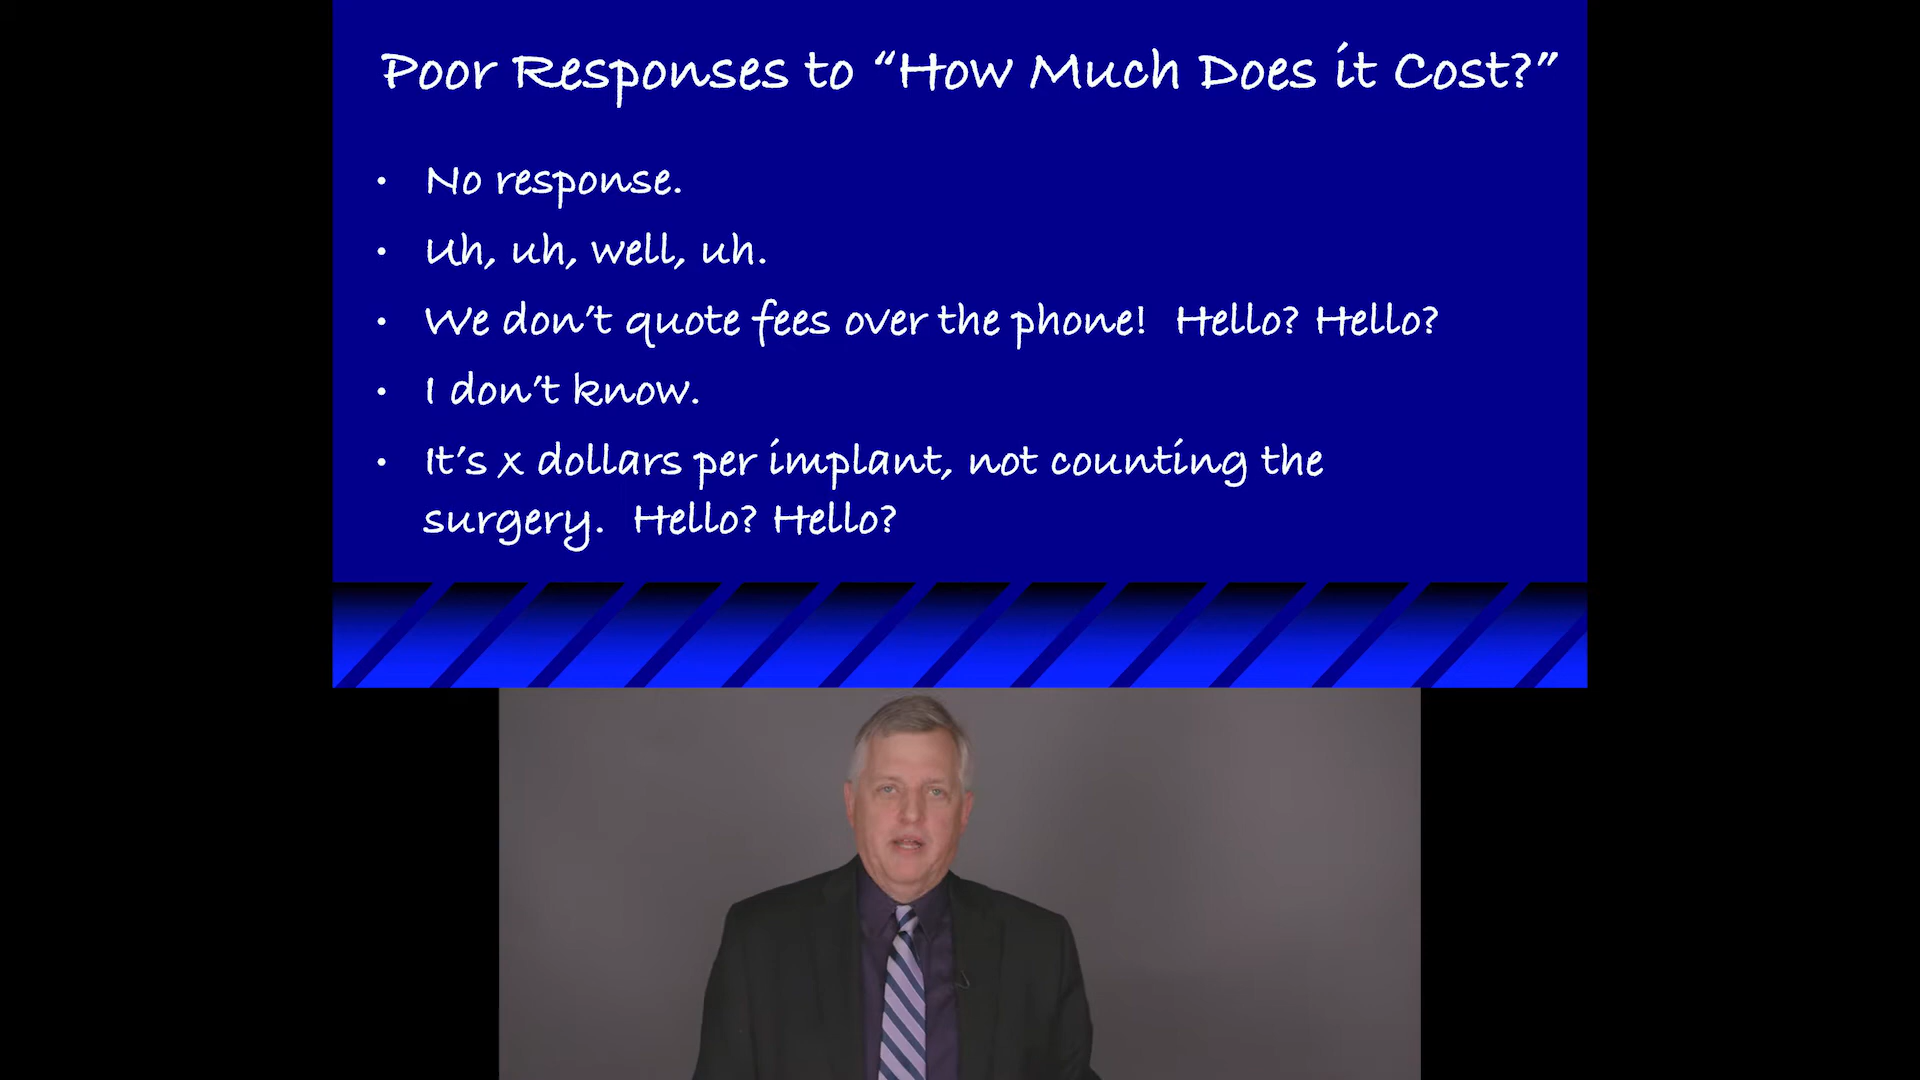 Poor Responses to “How Much Does it Cost?”
• No response.
• Uh, uh, well, uh.
• We don’t quote fees over the phone!  Hello? Hello?
• I don’t know.
• It’s x dollars per implant, not counting the
surgery.  Hello? Hello?